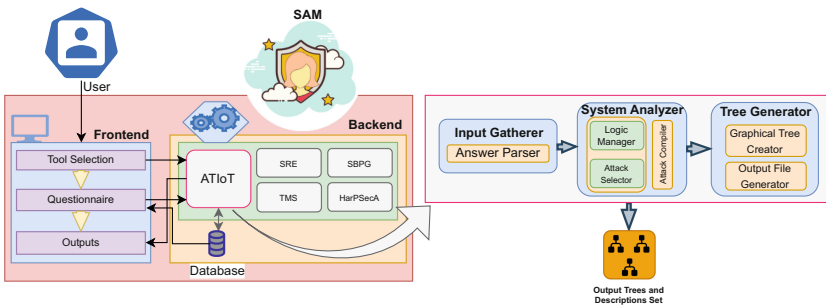 SAM
User
Frontend
Backend
Tool Selection
Questionnaire
Outputs
ATIoT
SRE
SBPG
TMS
HarPSecA
Database
Input Gatherer
Answer Parser
System Analyzer
Logic
Manager
Attack
Selector
Attack Compiler
Tree Generator
Graphical Tree
Creator
Output File
Generator
Output Trees and
Descriptions Set